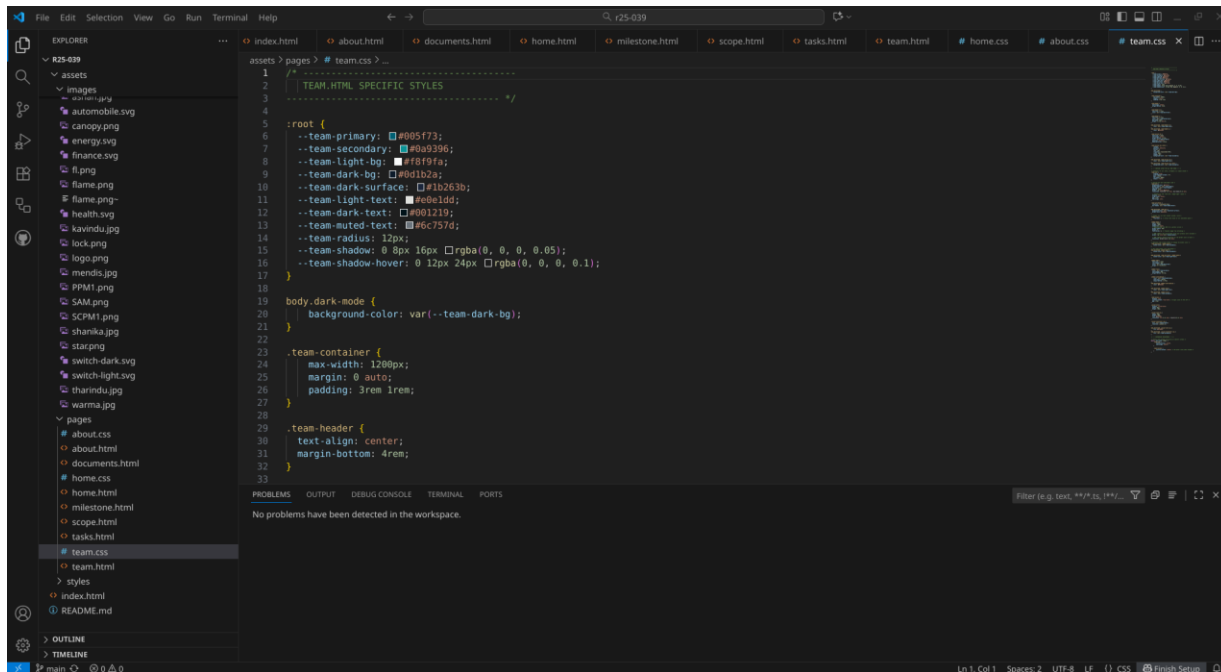 File Edit Selection View Go Run Terminal Help
r25-039
EXPLORER
index.html about.html documents.html home.html milestone.html scope.html tasks.html team.html home.css about.css team.css
assets > pages > # team.css > ...
R25-039
assets
images
ashan.jpg
automobile.svg
canopy.png
energy.svg
finance.svg
fl.png
flame.png
flame.png~
health.svg
kavindu.jpg
lock.png
logo.png
mendis.jpg
PPM1.png
SAM.png
SCPM1.png
shanika.jpg
star.png
switch-dark.svg
switch-light.svg
tharindu.jpg
warma.jpg
pages
about.css
about.html
documents.html
home.css
home.html
milestone.html
scope.html
tasks.html
team.css
team.html
styles
index.html
README.md
OUTLINE
TIMELINE
1 /* --------------------------------------
2 TEAM.HTML SPECIFIC STYLES
3 -------------------------------------- */
4
5 :root {
6 --team-primary: #005f73;
7 --team-secondary: #0a9396;
8 --team-light-bg: #f8f9fa;
9 --team-dark-bg: #0d1b2a;
10 --team-dark-surface: #1b263b;
11 --team-light-text: #e0e1dd;
12 --team-dark-text: #001219;
13 --team-muted-text: #6c757d;
14 --team-radius: 12px;
15 --team-shadow: 0 8px 16px rgba(0, 0, 0, 0.05);
16 --team-shadow-hover: 0 12px 24px rgba(0, 0, 0, 0.1);
17 }
18
19 body.dark-mode {
20 background-color: var(--team-dark-bg);
21 }
22
23 .team-container {
24 max-width: 1200px;
25 margin: 0 auto;
26 padding: 3rem 1rem;
27 }
28
29 .team-header {
30 text-align: center;
31 margin-bottom: 4rem;
32 }
33
PROBLEMS OUTPUT DEBUG CONSOLE TERMINAL PORTS
Filter (e.g. text, **/*.ts, !**/...
No problems have been detected in the workspace.
main 0 0 Ln 1, Col 1 Spaces: 2 UTF-8 LF {} CSS Finish Setup